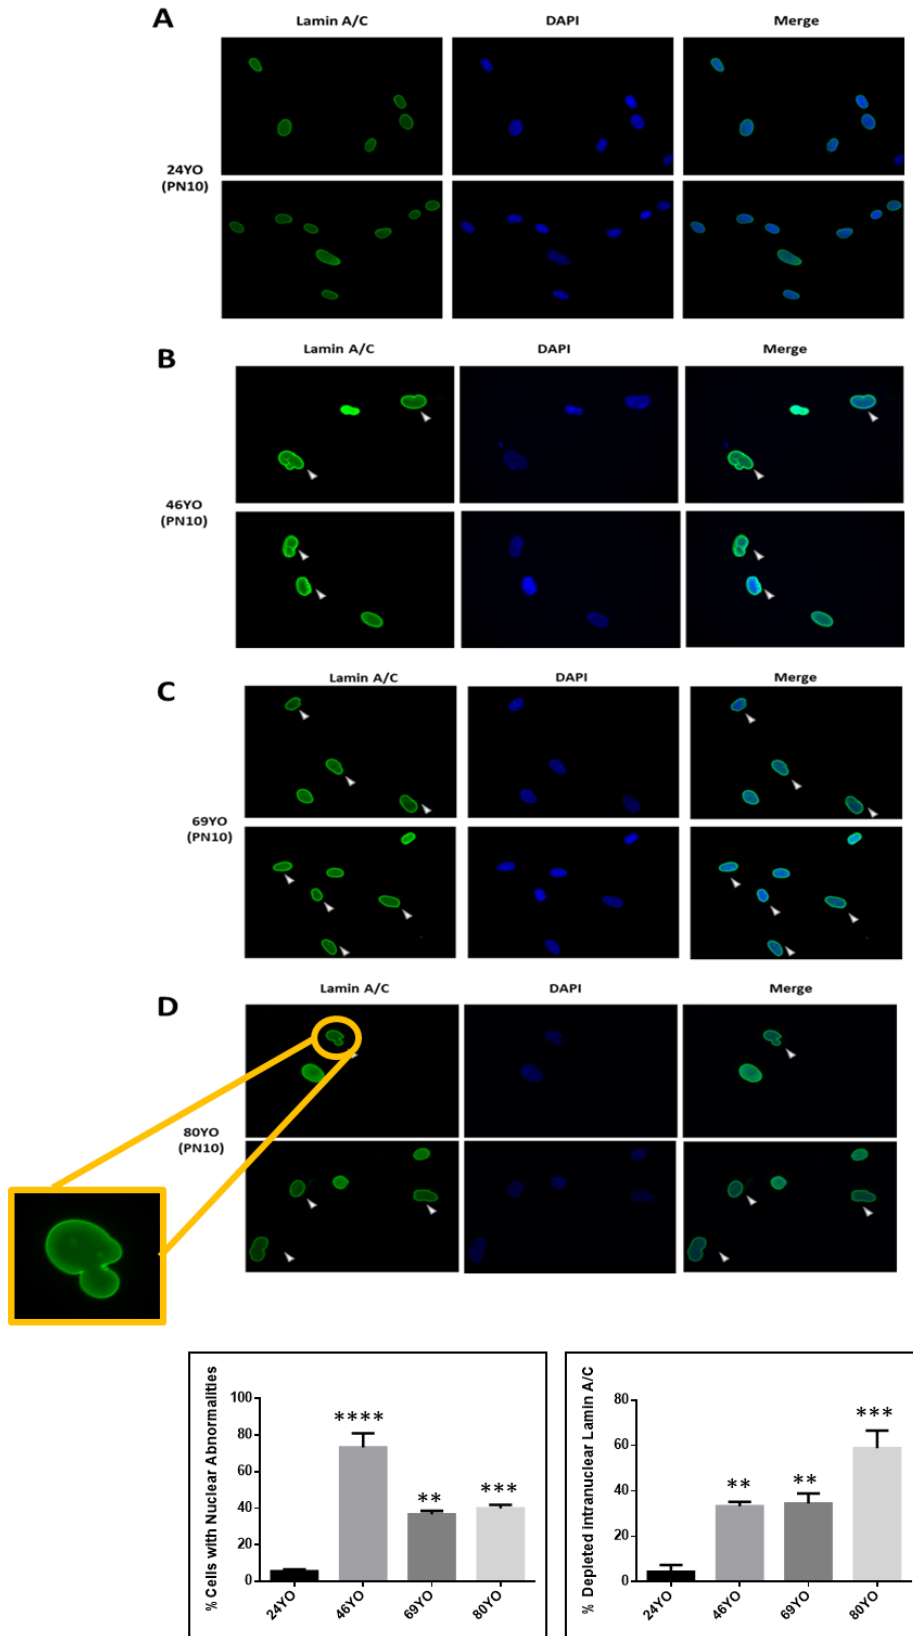 A
Lamin A/C DAPI Merge
24YO
(PN10)
B
Lamin A/C DAPI Merge
46YO
(PN10)
C
Lamin A/C DAPI Merge
69YO
(PN10)
D
Lamin A/C DAPI Merge
80YO
(PN10)
% Cells with Nuclear Abnormalities
100
80
60
40
20
0
****
**
***
24YO 46YO 69YO 80YO
% Depleted Intranuclear Lamin A/C
80
60
40
20
0
**
**
***
24YO 46YO 69YO 80YO